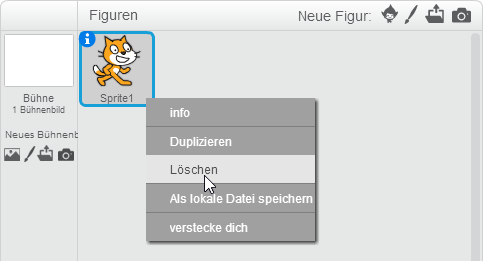 Figuren
Neue Figur:
Sprite1
Bühne
1 Bühnenbild
Neues Bühnenb
info
Duplizieren
Löschen
Als lokale Datei speichern
verstecke dich